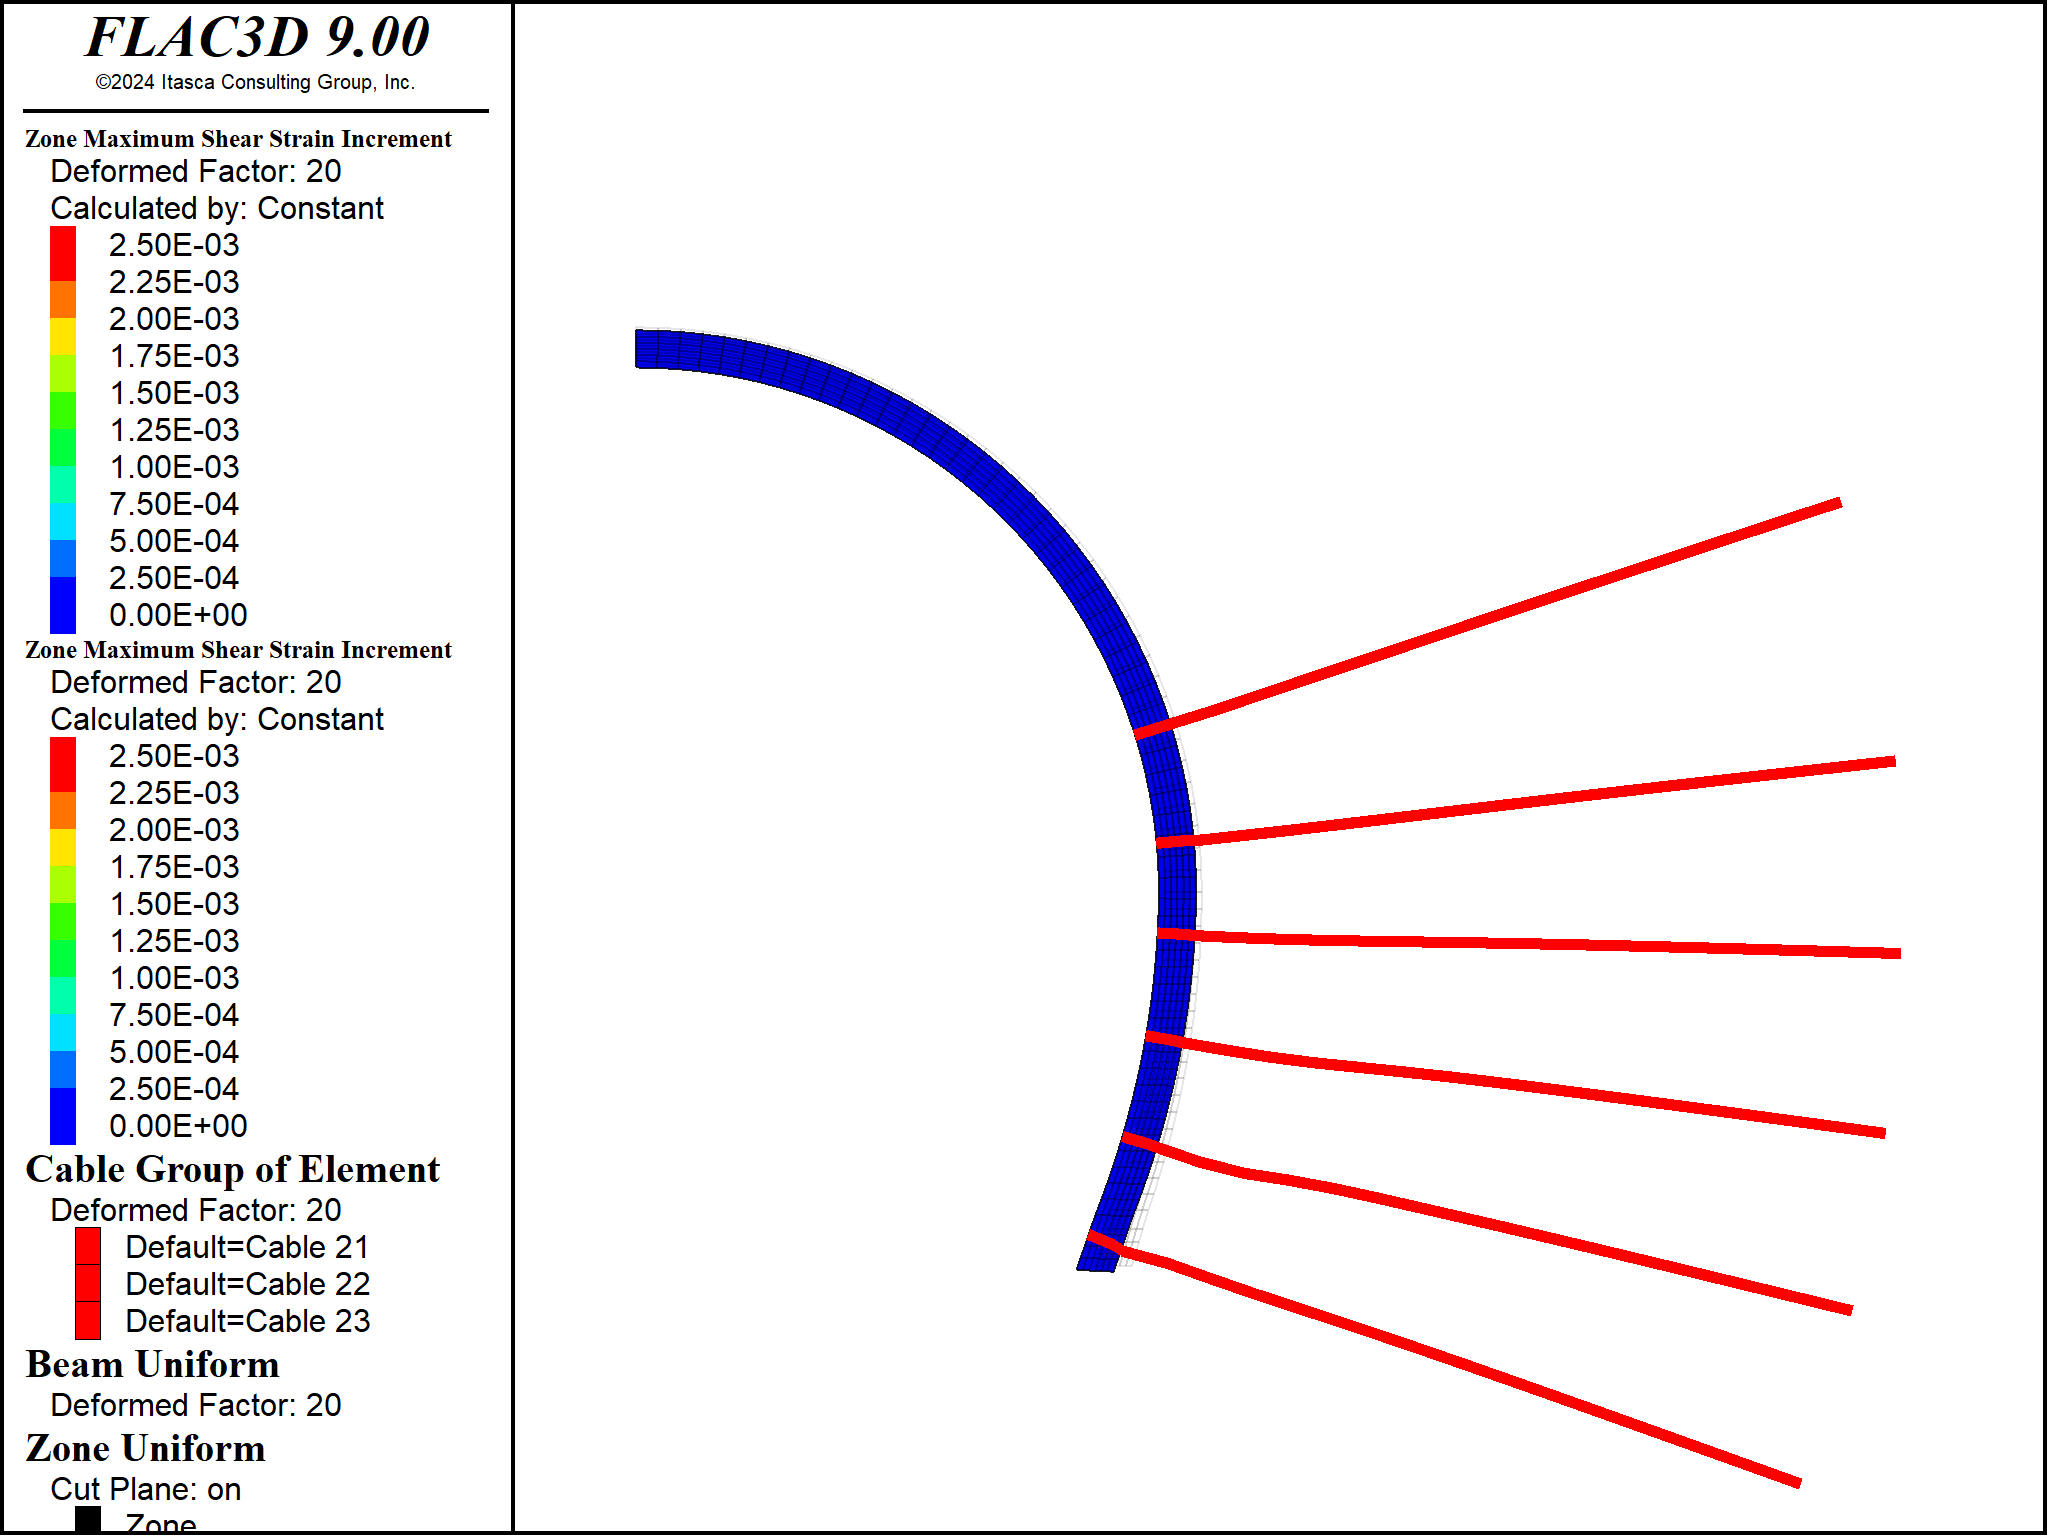 FLAC3D 9.00
©2024 Itasca Consulting Group, Inc.
Zone Maximum Shear Strain Increment
Deformed Factor: 20
Calculated by: Constant
2.50E-03
2.25E-03
2.00E-03
1.75E-03
1.50E-03
1.25E-03
1.00E-03
7.50E-04
5.00E-04
2.50E-04
0.00E+00
Zone Maximum Shear Strain Increment
Deformed Factor: 20
Calculated by: Constant
2.50E-03
2.25E-03
2.00E-03
1.75E-03
1.50E-03
1.25E-03
1.00E-03
7.50E-04
5.00E-04
2.50E-04
0.00E+00
Cable Group of Element
Deformed Factor: 20
Default=Cable 21
Default=Cable 22
Default=Cable 23
Beam Uniform
Deformed Factor: 20
Zone Uniform
Cut Plane: on
Zone